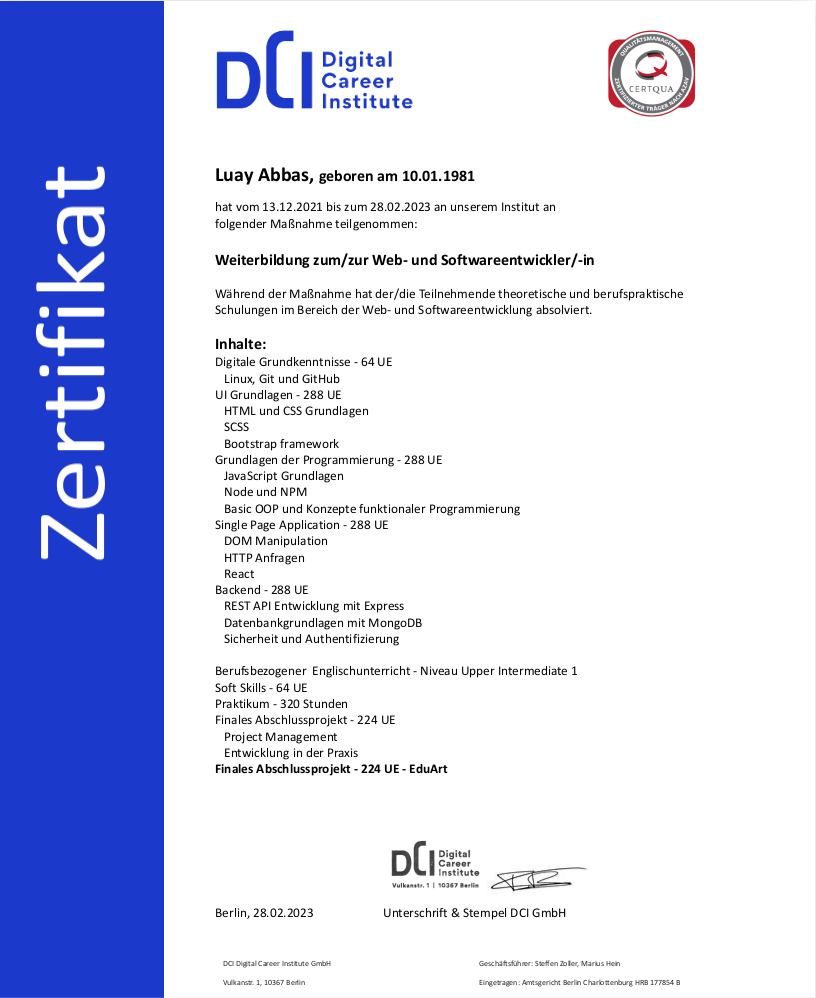 Zertifikat
DCI Digital
Career
Institute
QUALITÄTSMANAGEMENT
CERTQUA
ZERTIFIZIERTER TRÄGER NACH AZAV
Luay Abbas, geboren am 10.01.1981
hat vom 13.12.2021 bis zum 28.02.2023 an unserem Institut an
folgender Maßnahme teilgenommen:
Weiterbildung zum/zur Web- und Softwareentwickler/-in
Während der Maßnahme hat der/die Teilnehmende theoretische und berufspraktische
Schulungen im Bereich der Web- und Softwareentwicklung absolviert.
Inhalte:
Digitale Grundkenntnisse - 64 UE
Linux, Git und GitHub
UI Grundlagen - 288 UE
HTML und CSS Grundlagen
SCSS
Bootstrap framework
Grundlagen der Programmierung - 288 UE
JavaScript Grundlagen
Node und NPM
Basic OOP und Konzepte funktionaler Programmierung
Single Page Application - 288 UE
DOM Manipulation
HTTP Anfragen
React
Backend - 288 UE
REST API Entwicklung mit Express
Datenbankgrundlagen mit MongoDB
Sicherheit und Authentifizierung
Berufsbezogener Englischunterricht - Niveau Upper Intermediate 1
Soft Skills - 64 UE
Praktikum - 320 Stunden
Finales Abschlussprojekt - 224 UE
Project Management
Entwicklung in der Praxis
Finales Abschlussprojekt - 224 UE - EduArt
DCI Digital
Career
Institute
Vulkanstr. 1 | 10367 Berlin
Berlin, 28.02.2023 Unterschrift & Stempel DCI GmbH
DCI Digital Career Institute GmbH Geschäftsführer: Steffen Zoller, Marius Hein
Vulkanstr. 1, 10367 Berlin Eingetragen: Amtsgericht Berlin Charlottenburg HRB 177854 B